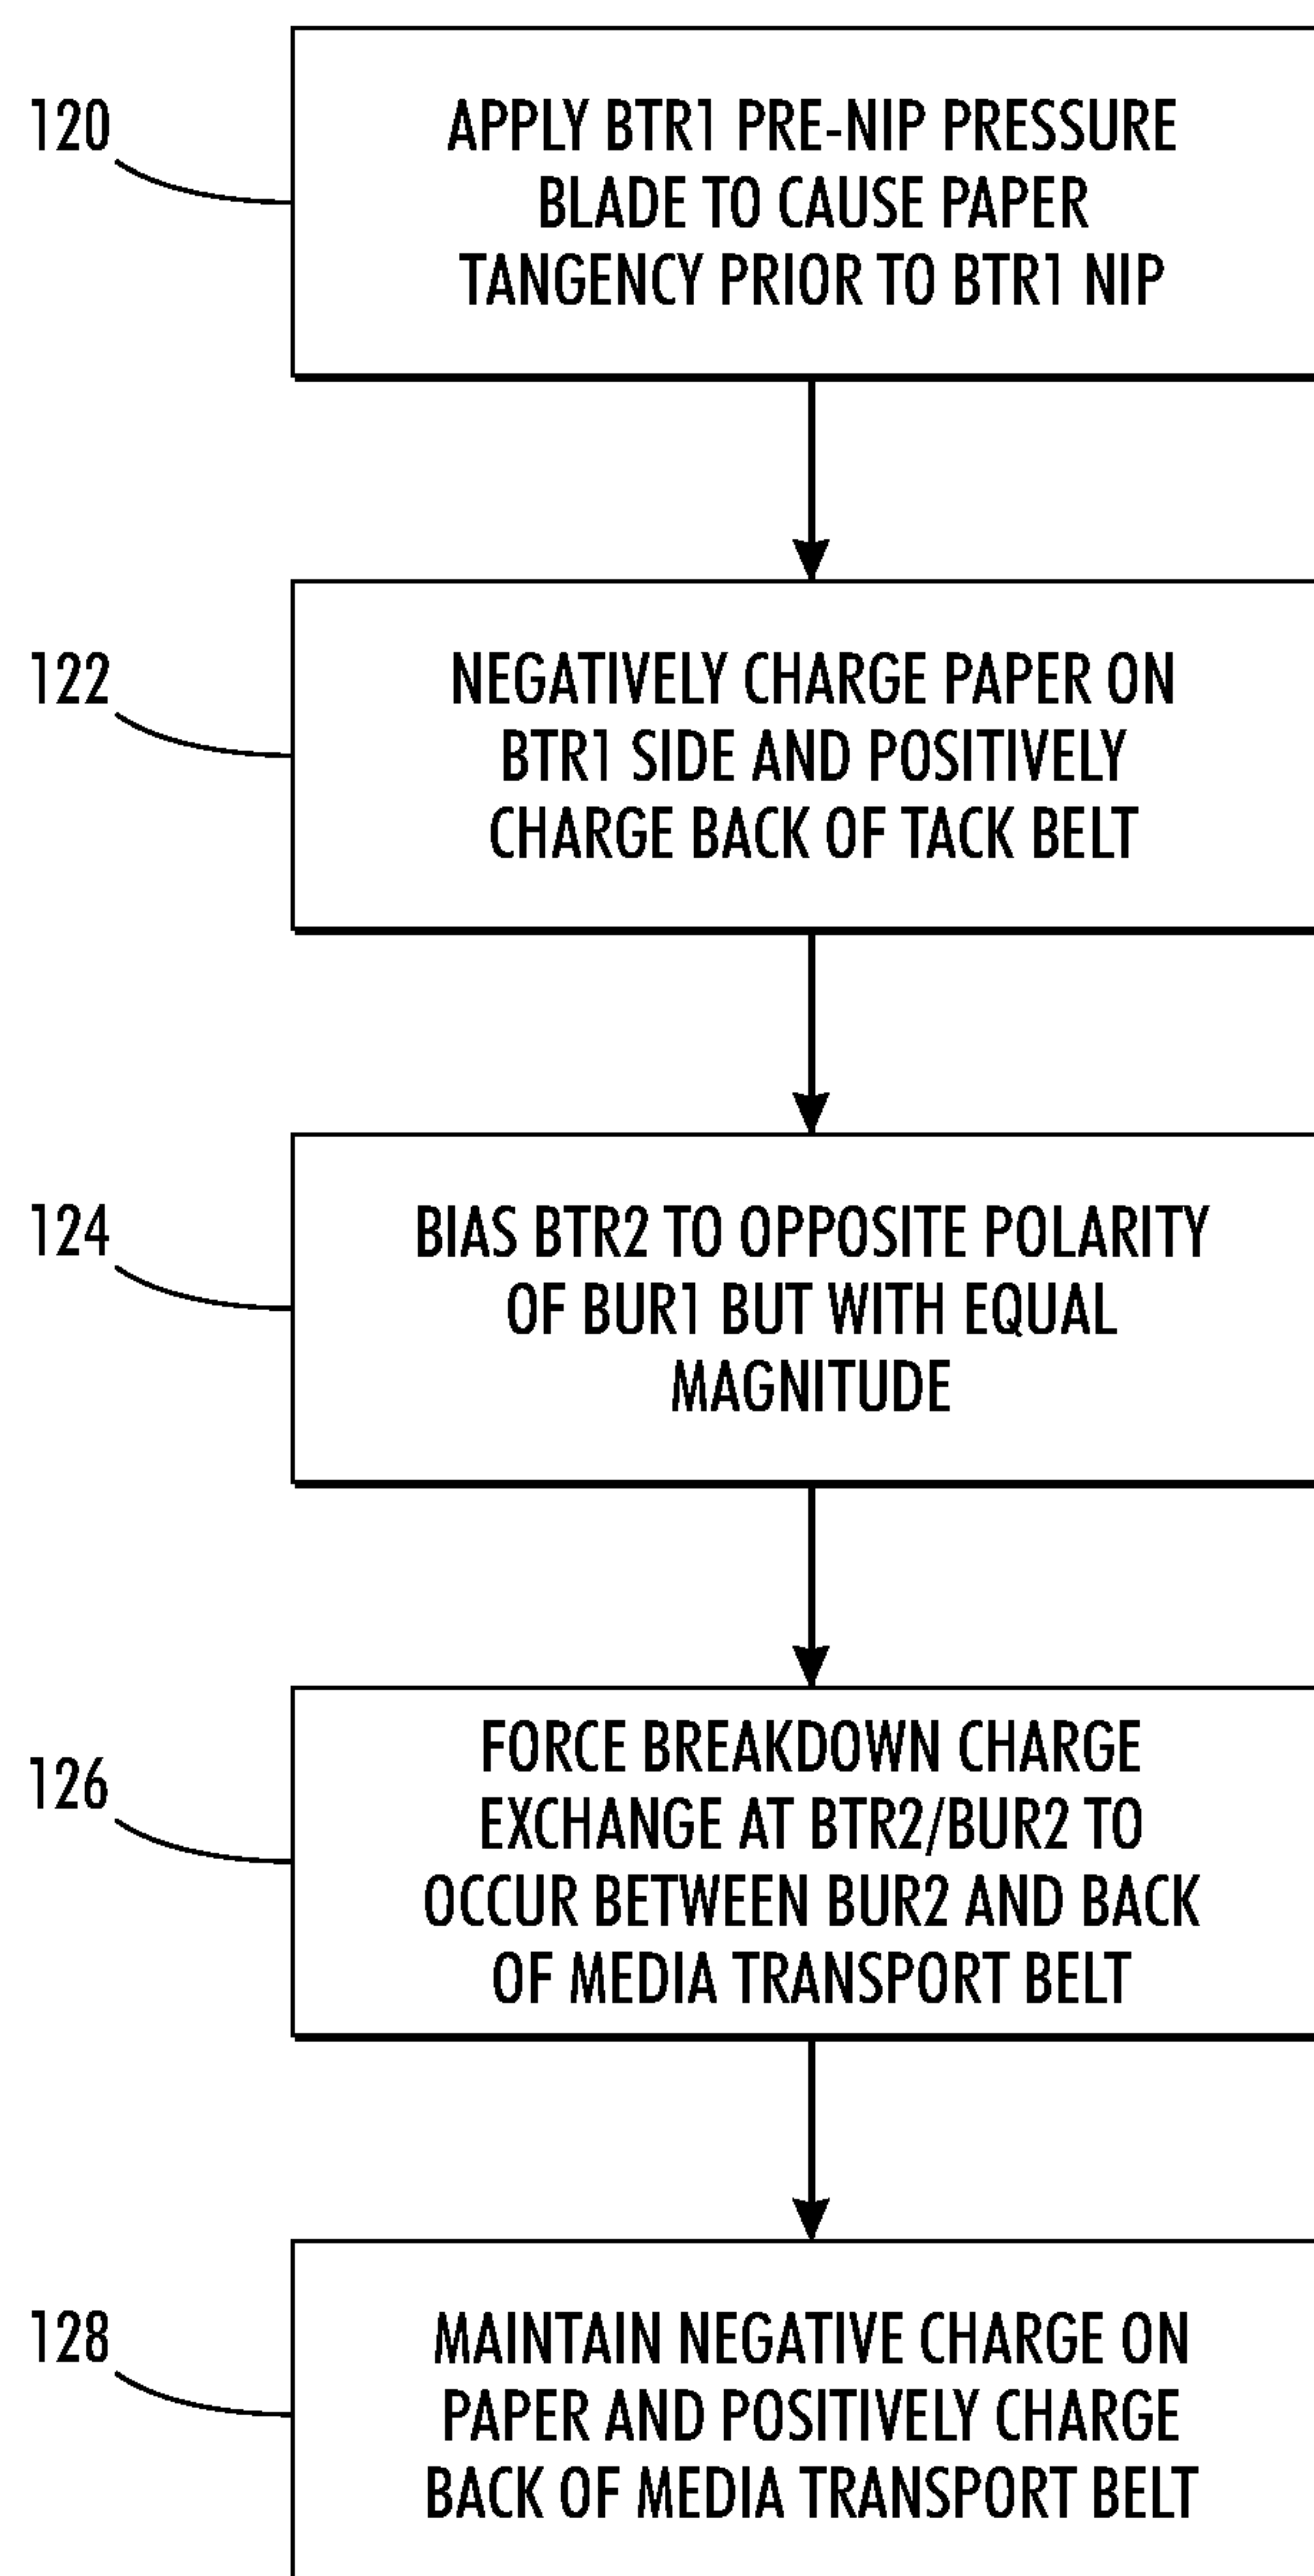 120
APPLY BTR1 PRE-NIP PRESSURE
BLADE TO CAUSE PAPER
TANGENCY PRIOR TO BTR1 NIP
122
NEGATIVELY CHARGE PAPER ON
BTR1 SIDE AND POSITIVELY
CHARGE BACK OF TACK BELT
124
BIAS BTR2 TO OPPOSITE POLARITY
OF BUR1 BUT WITH EQUAL
MAGNITUDE
126
FORCE BREAKDOWN CHARGE
EXCHANGE AT BTR2/BUR2 TO
OCCUR BETWEEN BUR2 AND BACK
OF MEDIA TRANSPORT BELT
128
MAINTAIN NEGATIVE CHARGE ON
PAPER AND POSITIVELY CHARGE
BACK OF MEDIA TRANSPORT BELT